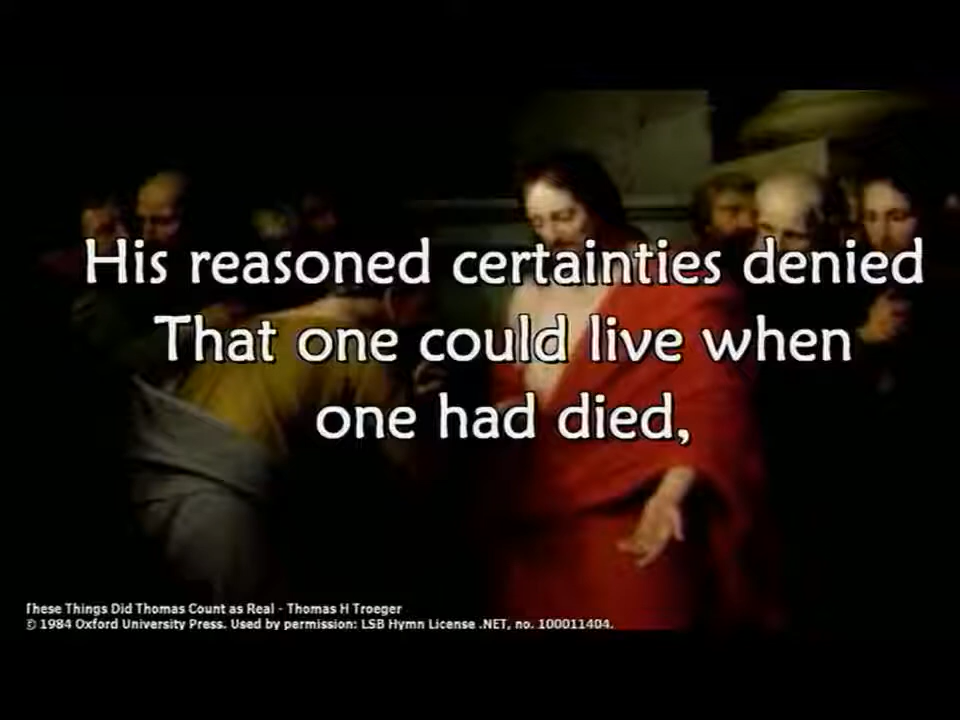 His reasoned certainties denied
That one could live when
one had died,
These Things Did Thomas Count as Real - Thomas H Troeger
© 1984 Oxford University Press. Used by permission: LSB Hymn License .NET, no. 100011404.